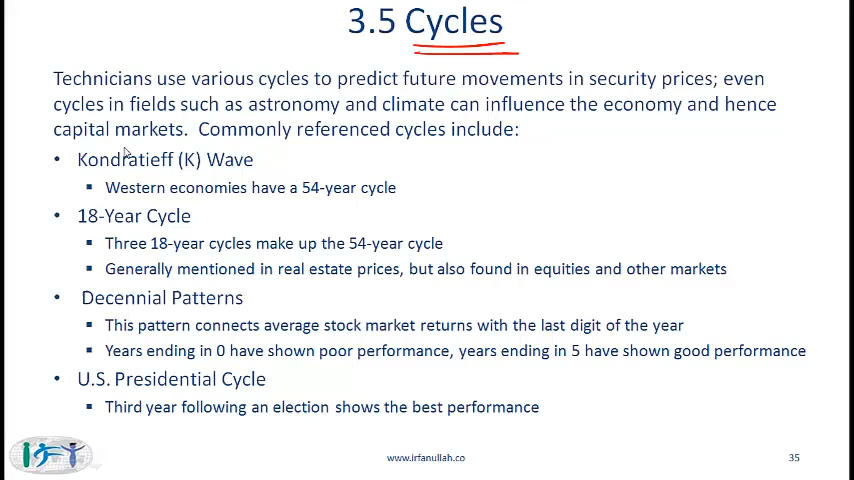 3.5 Cycles
Technicians use various cycles to predict future movements in security prices; even
cycles in fields such as astronomy and climate can influence the economy and hence
capital markets. Commonly referenced cycles include:
• Kondratieff (K) Wave
▪ Western economies have a 54-year cycle
• 18-Year Cycle
▪ Three 18-year cycles make up the 54-year cycle
▪ Generally mentioned in real estate prices, but also found in equities and other markets
• Decennial Patterns
▪ This pattern connects average stock market returns with the last digit of the year
▪ Years ending in 0 have shown poor performance, years ending in 5 have shown good performance
• U.S. Presidential Cycle
▪ Third year following an election shows the best performance
www.irfanullah.co
35